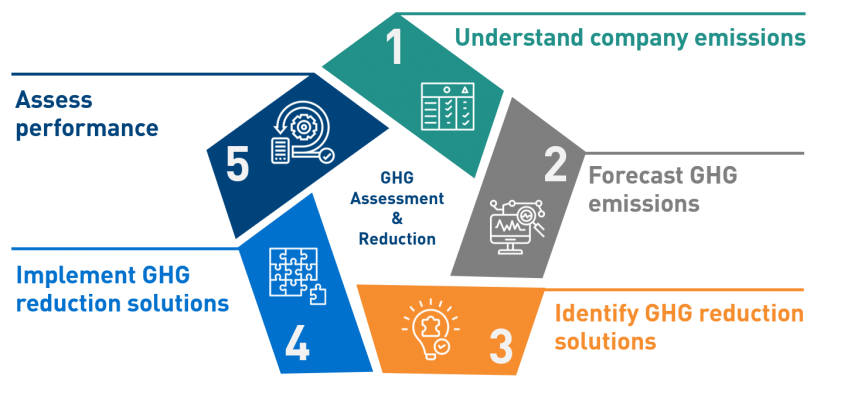 1
Understand company emissions
2
Forecast GHG
emissions
3
Identify GHG reduction
solutions
4
Implement GHG
reduction solutions
5
Assess
performance
GHG
Assessment
&
Reduction